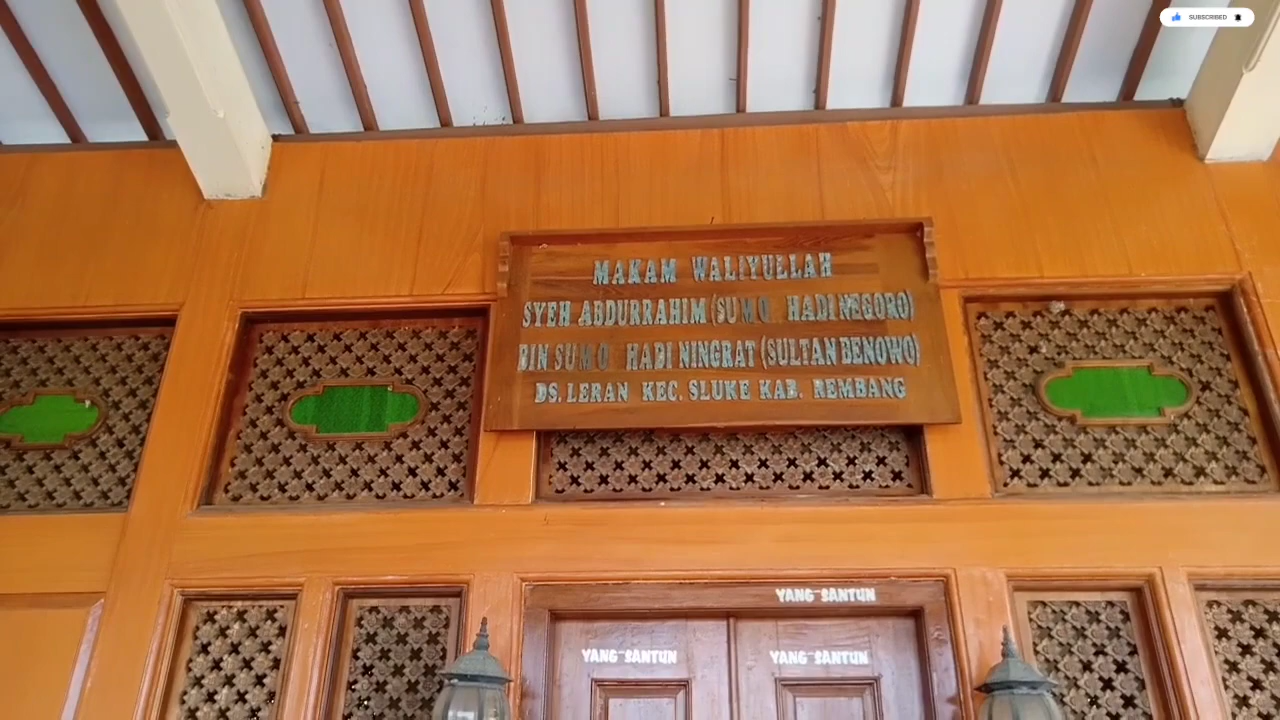 SUBSCRIBED
MAKAM WALIYULLAH
SYEH ABDURRAHIM (SUMO HADI NEGORO)
BIN SUMO HADI NINGRAT (SULTAN BENOWO)
DS. LERAN KEC. SLUKE KAB. REMBANG
YANG SANTUN
YANG SANTUN YANG SANTUN